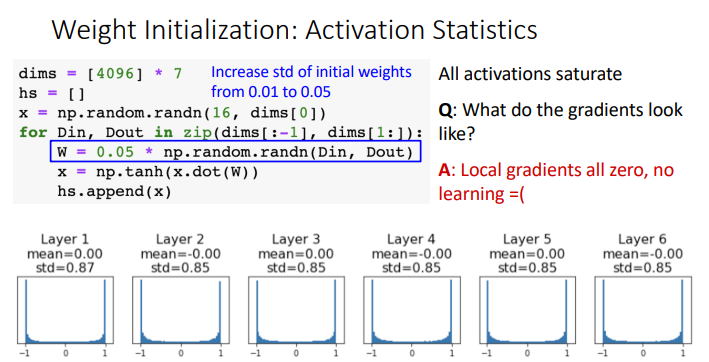 Weight Initialization: Activation Statistics
dims = [4096] * 7
Increase std of initial weights
from 0.01 to 0.05
hs = []
x = np.random.randn(16, dims[0])
for Din, Dout in zip(dims[:-1], dims[1:]):
W = 0.05 * np.random.randn(Din, Dout)
x = np.tanh(x.dot(W))
hs.append(x)
All activations saturate
Q: What do the gradients look
like?
A: Local gradients all zero, no
learning =(
Layer 1
mean=0.00
std=0.87
−1 0 1
Layer 2
mean=-0.00
std=0.85
−1 0 1
Layer 3
mean=0.00
std=0.85
−1 0 1
Layer 4
mean=-0.00
std=0.85
−1 0 1
Layer 5
mean=0.00
std=0.85
−1 0 1
Layer 6
mean=-0.00
std=0.85
−1 0 1